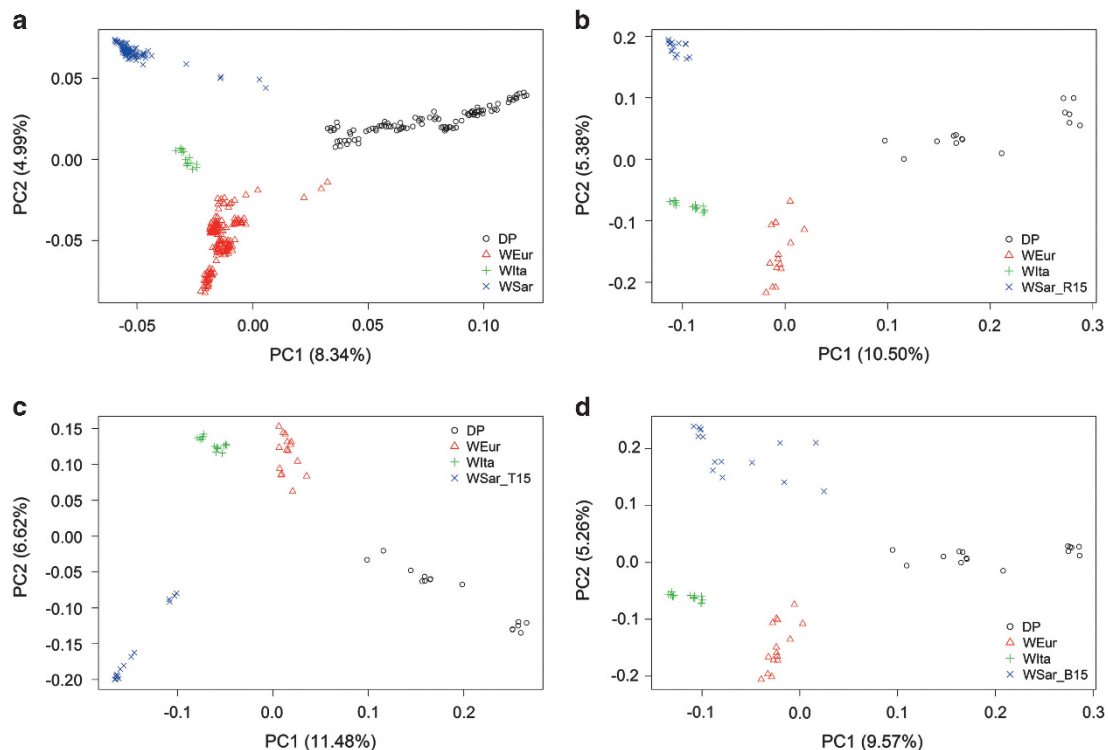 a
0.05
0.00
-0.05
PC2 (4.99%)
-0.05
0.00
0.05
0.10
PC1 (8.34%)
DP
WEur
WIta
WSar
b
0.2
0.1
0.0
-0.1
-0.2
PC2 (5.38%)
-0.1
0.0
0.1
0.2
0.3
PC1 (10.50%)
DP
WEur
WIta
WSar_R15
c
0.15
0.10
0.05
0.00
-0.05
-0.10
-0.15
-0.20
PC2 (6.62%)
-0.1
0.0
0.1
0.2
PC1 (11.48%)
DP
WEur
WIta
WSar_T15
d
0.2
0.1
0.0
-0.1
-0.2
PC2 (5.26%)
-0.1
0.0
0.1
0.2
0.3
PC1 (9.57%)
DP
WEur
WIta
WSar_B15